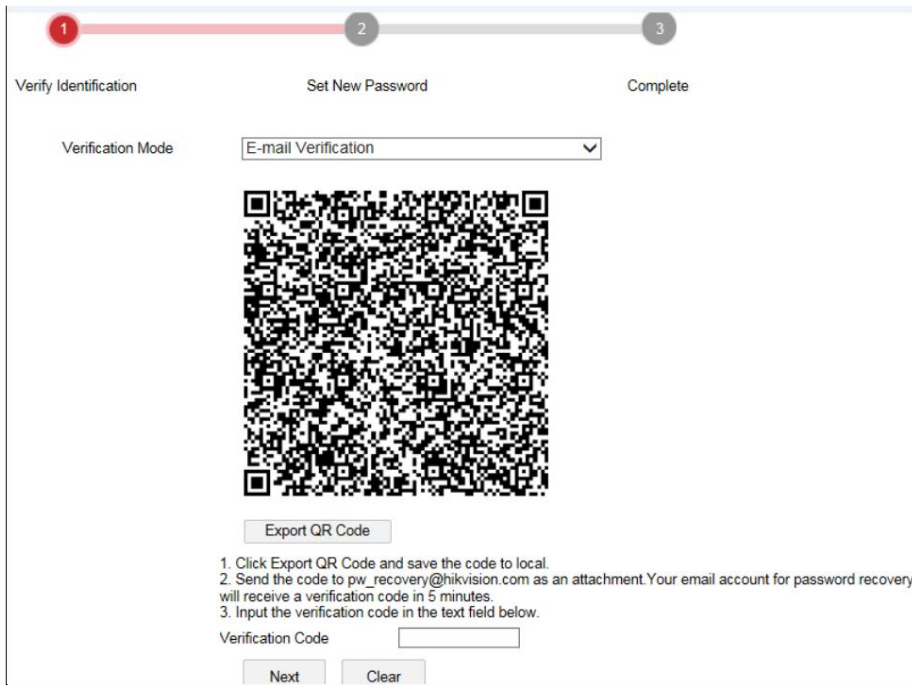 1 2 3
Verify Identification Set New Password Complete
Verification Mode E-mail Verification
Export QR Code
1. Click Export QR Code and save the code to local.
2. Send the code to pw_recovery@hikvision.com as an attachment.Your email account for password recovery
will receive a verification code in 5 minutes.
3. Input the verification code in the text field below.
Verification Code
Next Clear